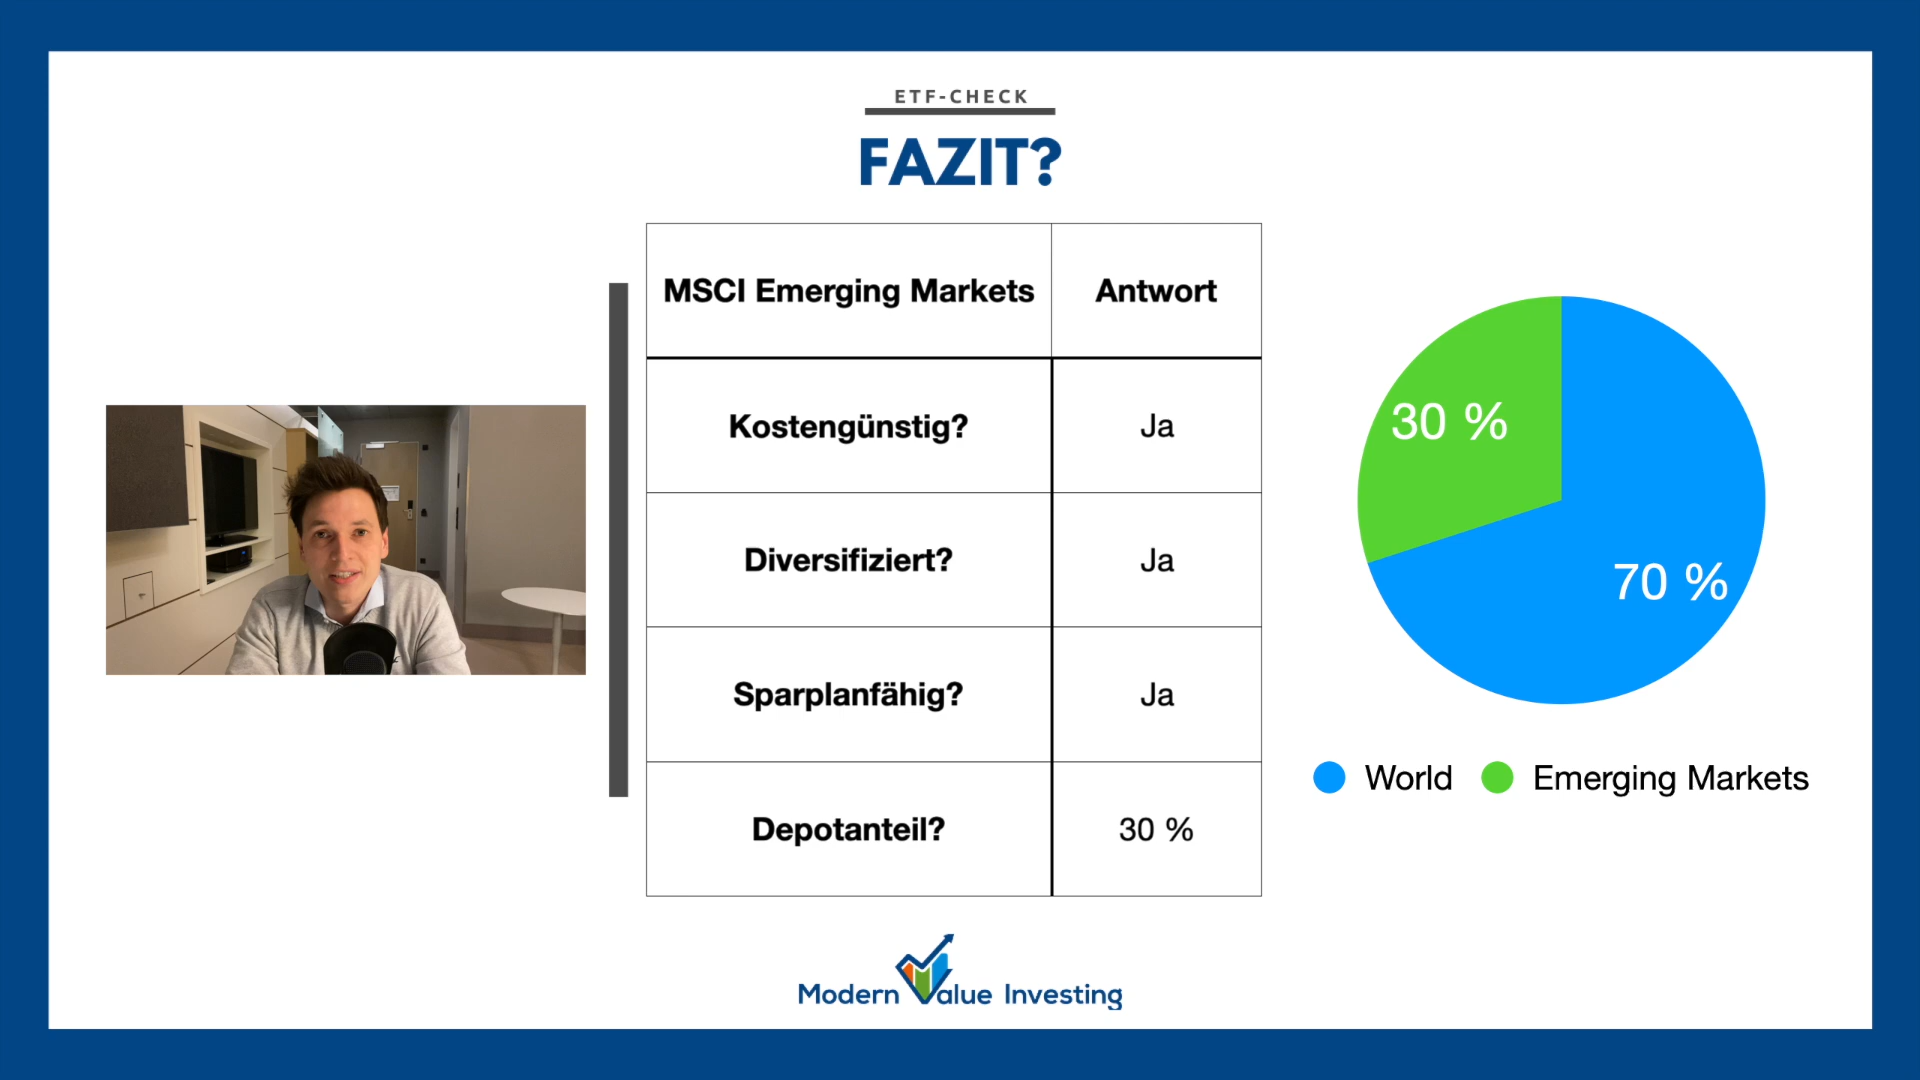 ETF-CHECK
FAZIT?
MSCI Emerging Markets
Antwort
Kostengünstig?
Ja
Diversifiziert?
Ja
Sparplanfähig?
Ja
Depotanteil?
30 %
30 %
70 %
World
Emerging Markets
Modern Value Investing